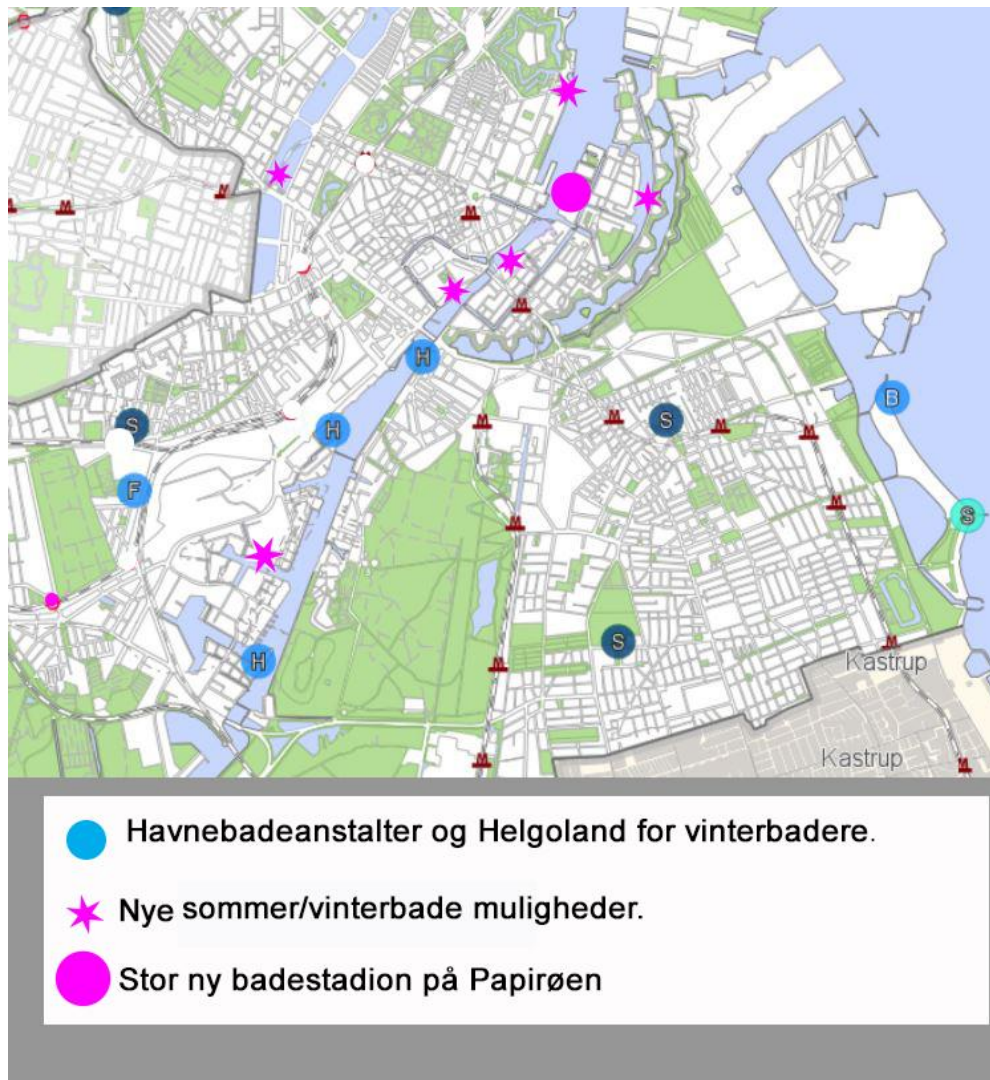 S
M
M
M
M
M
H
B
S
H
S
M
M
M
F
M
M
S
S
H
M
M
Kastrup
Kastrup
M
M
Havnebadeanstalter og Helgoland for vinterbadere.
Nye sommer/vinterbade muligheder.
Stor ny badestadion på Papirøen